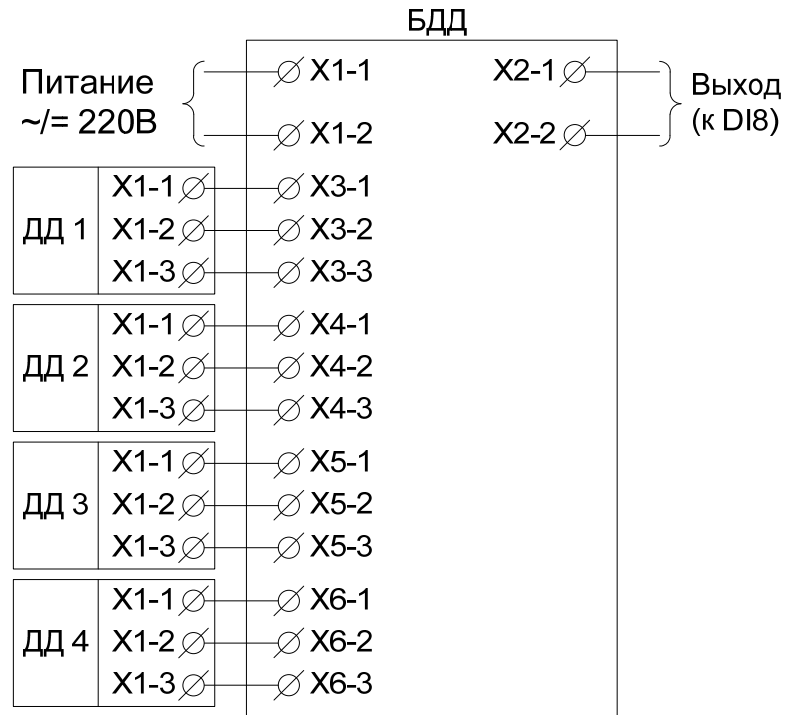 БДД
Питание
~/= 220В
X1-1
X2-1
Выход
(к DI8)
X1-2
X2-2
ДД 1
X1-1
X3-1
X1-2
X3-2
X1-3
X3-3
ДД 2
X1-1
X4-1
X1-2
X4-2
X1-3
X4-3
ДД 3
X1-1
X5-1
X1-2
X5-2
X1-3
X5-3
ДД 4
X1-1
X6-1
X1-2
X6-2
X1-3
X6-3